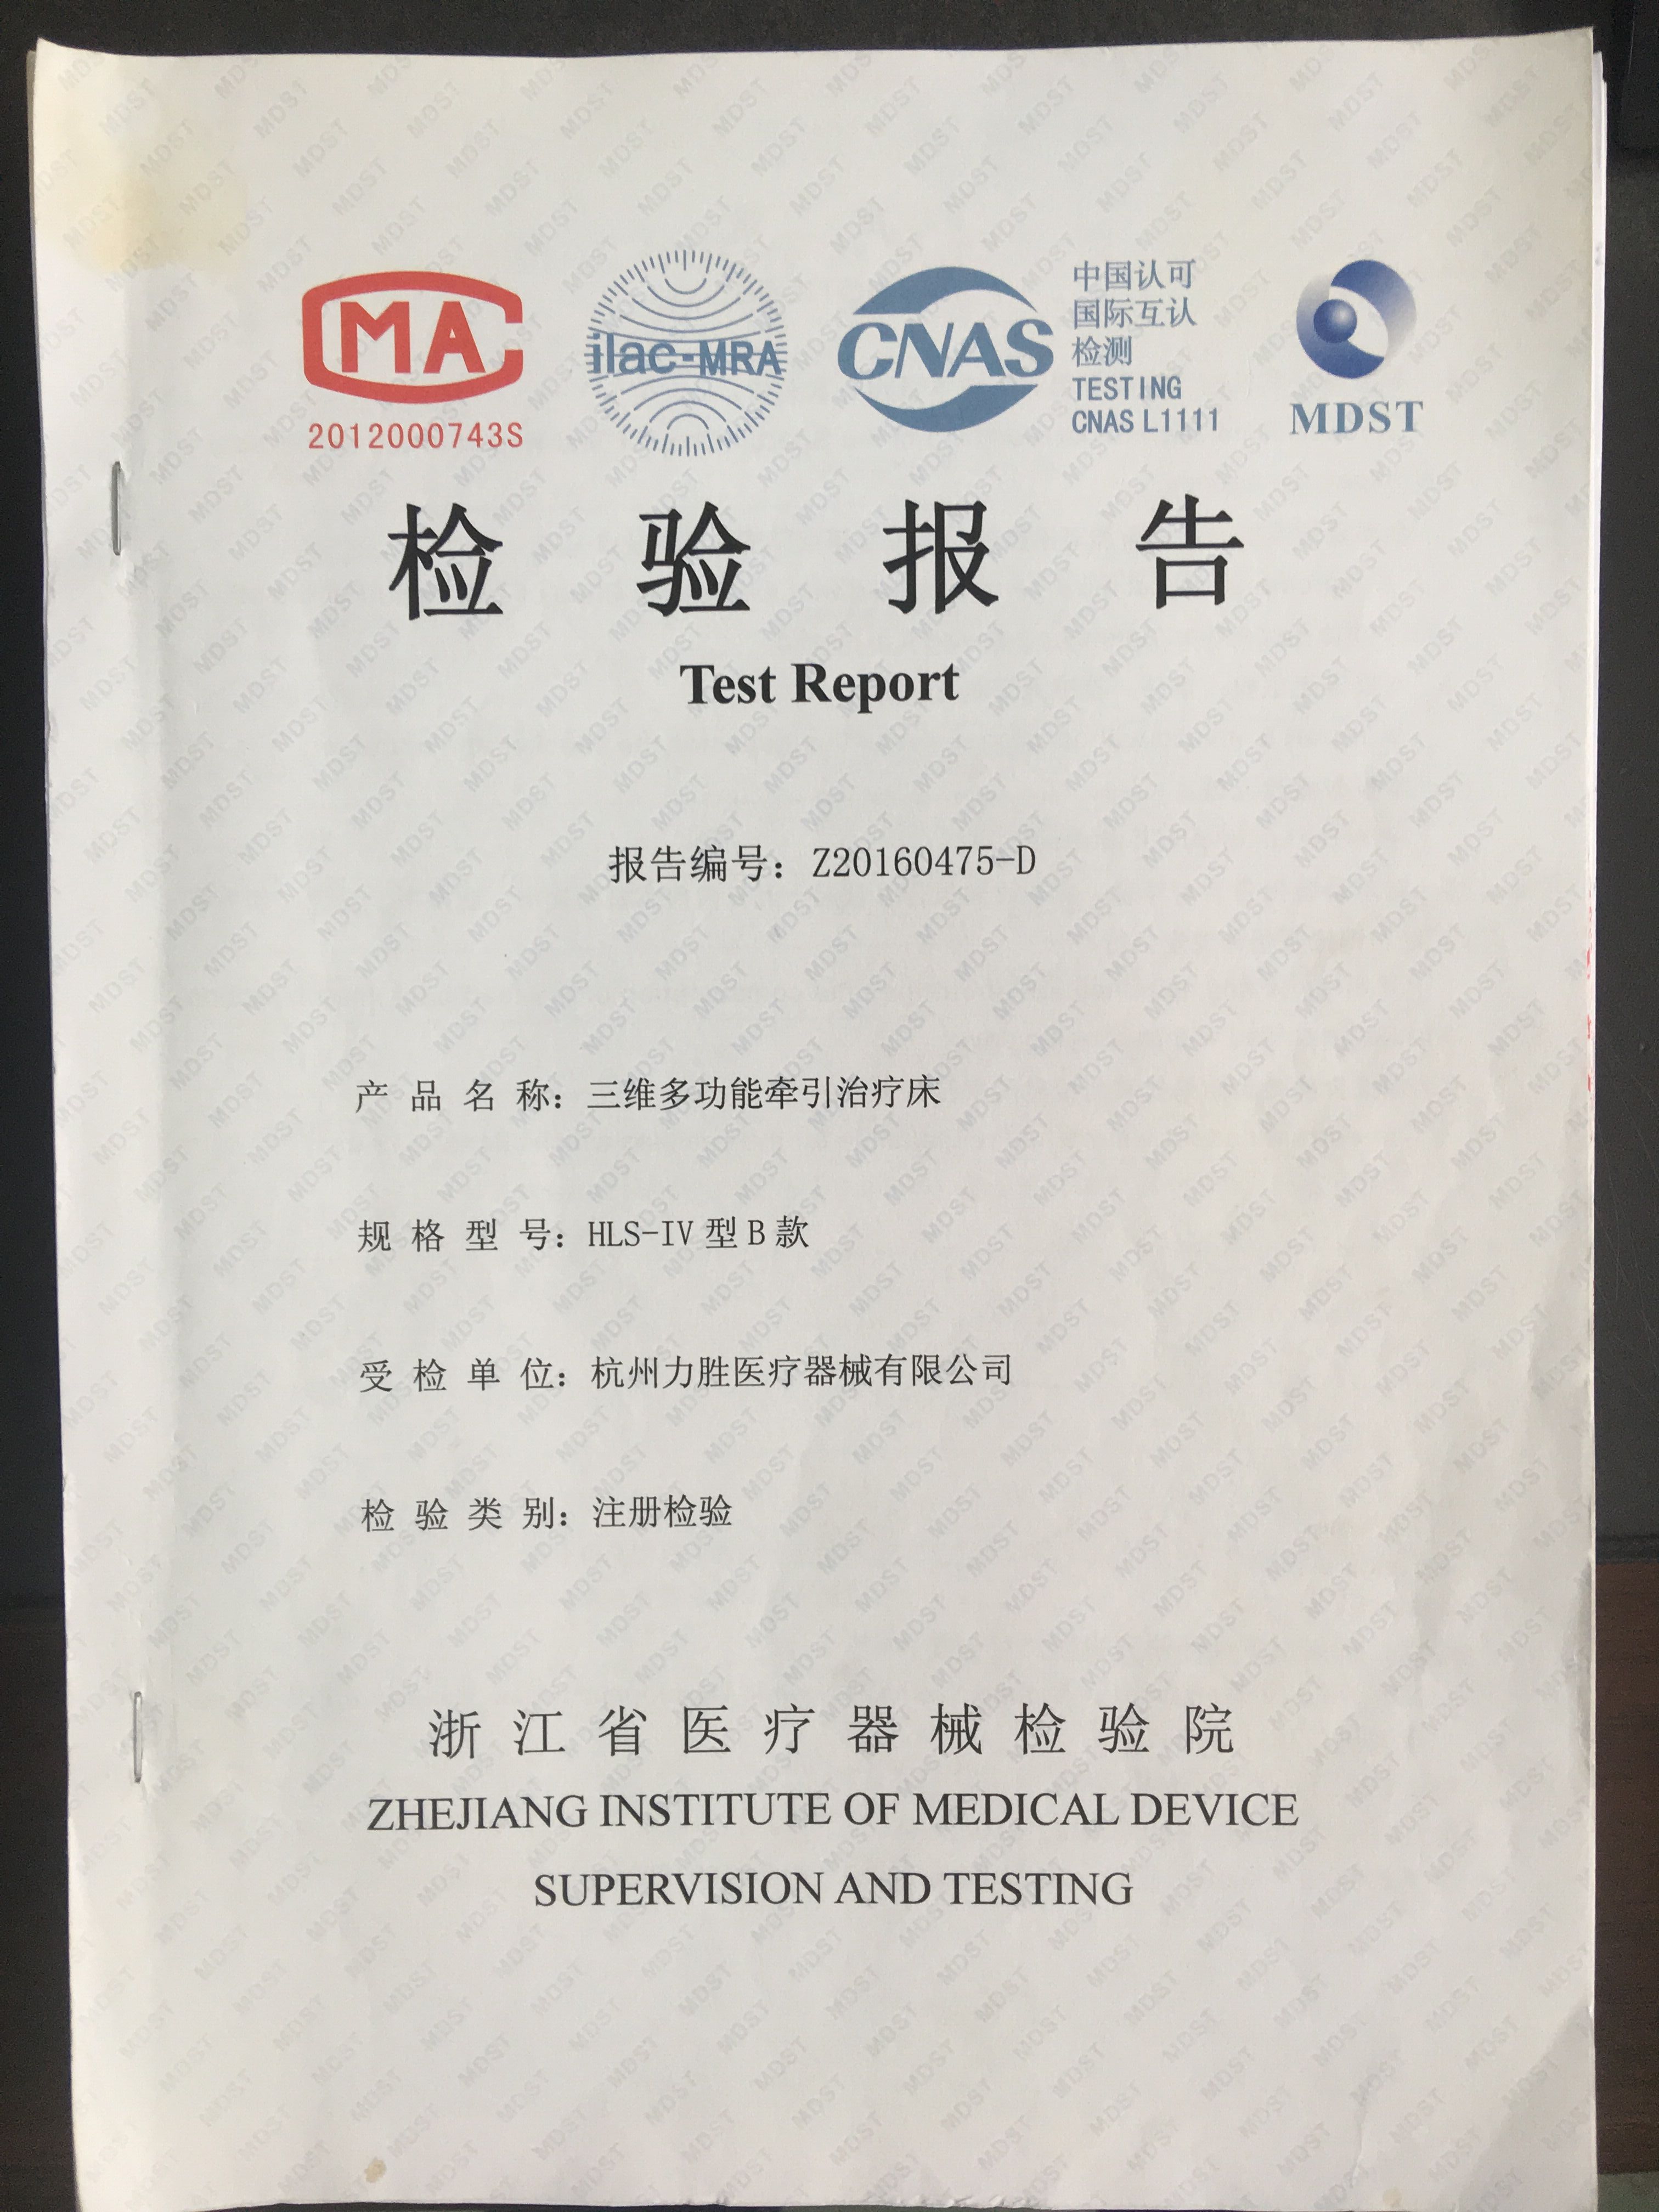 MA
2012000743S
ilac-MRA
CNAS
中国认可
国际互认
检测
TESTING
CNAS L1111
MDST
检验报告
Test Report
报告编号：Z20160475-D
产品名称：三维多功能牵引治疗床
规格型号：HLS-IV 型 B 款
受检单位：杭州力胜医疗器械有限公司
检验类别：注册检验
浙江省医疗器械检验院
ZHEJIANG INSTITUTE OF MEDICAL DEVICE
SUPERVISION AND TESTING